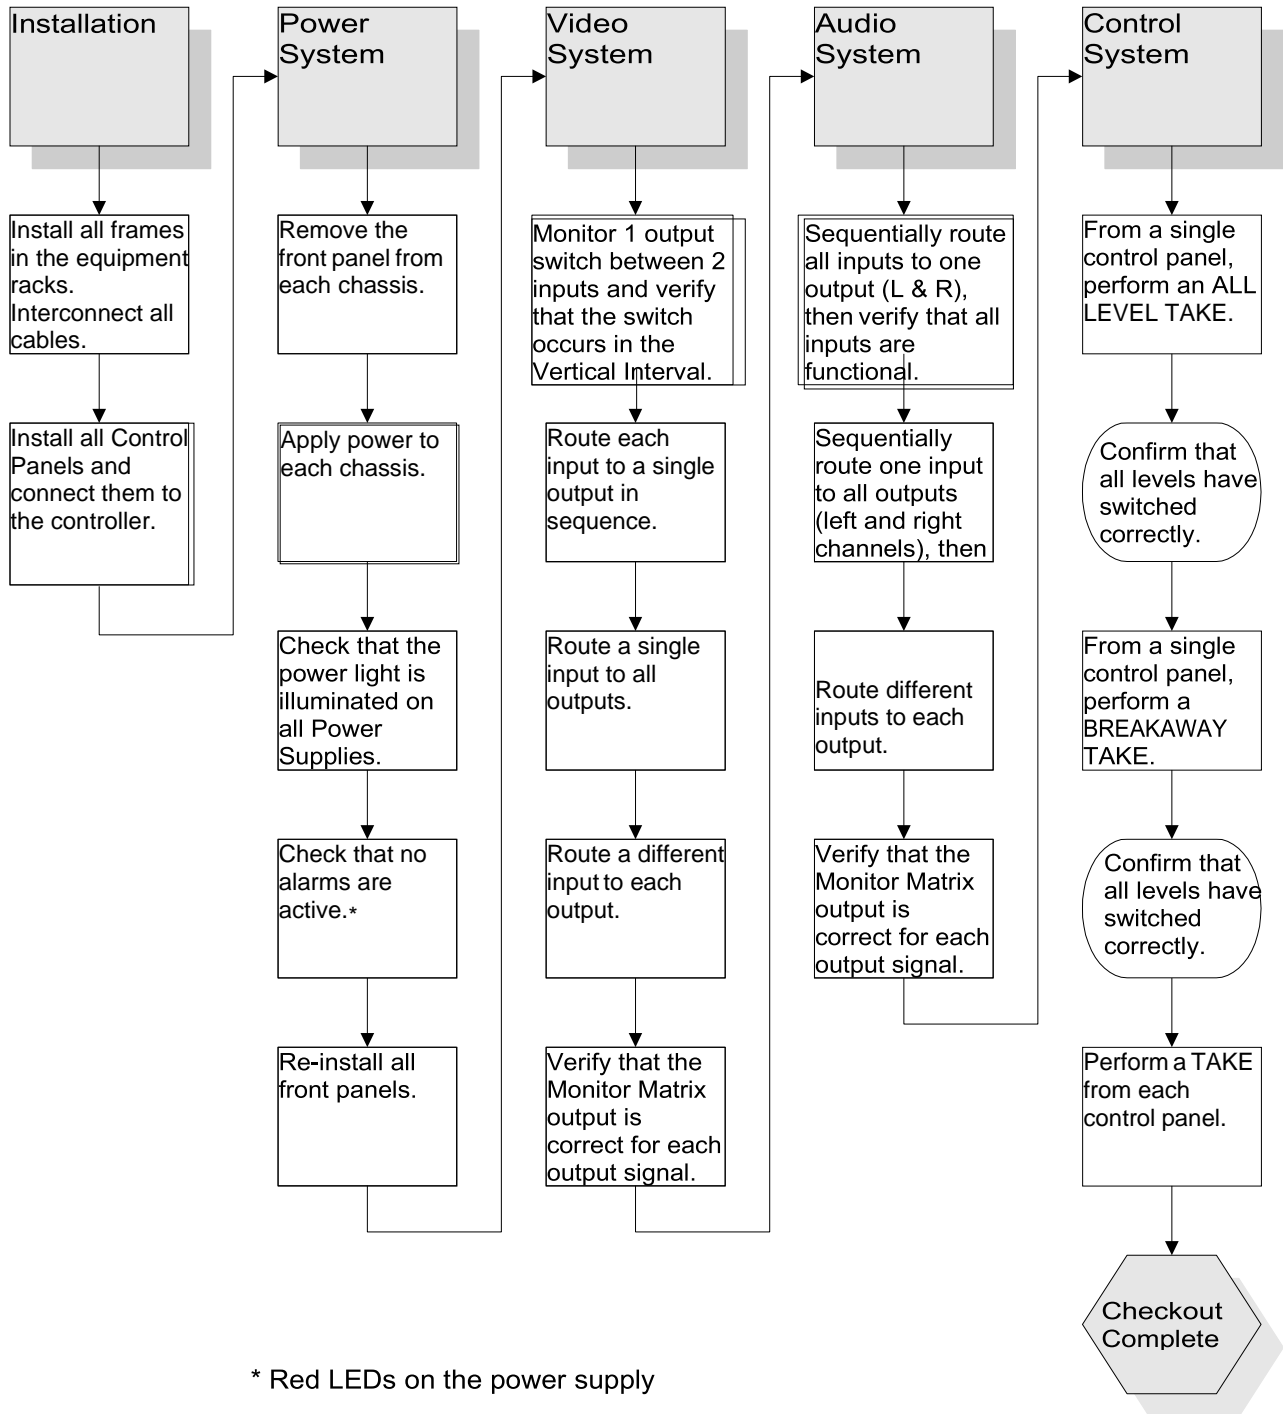 Installation
Install all frames
in the equipment
racks.
Interconnect all
cables.
Install all Control
Panels and
connect them to
the controller.
Power
System
Remove the
front panel from
each chassis.
Apply power to
each chassis.
Check that the
power light is
illuminated on
all Power
Supplies.
Check that no
alarms are
active.*
Re-install all
front panels.
Video
System
Monitor 1 output
switch between 2
inputs and verify
that the switch
occurs in the
Vertical Interval.
Route each
input to a single
output in
sequence.
Route a single
input to all
outputs.
Route a different
input to each
output.
Verify that the
Monitor Matrix
output is
correct for each
output signal.
Audio
System
Sequentially route
all inputs to one
output (L & R),
then verify that all
inputs are
functional.
Sequentially
route one input
to all outputs
(left and right
channels), then
Route different
inputs to each
output.
Verify that the
Monitor Matrix
output is
correct for each
output signal.
Control
System
From a single
control panel,
perform an ALL
LEVEL TAKE.
Confirm that
all levels have
switched
correctly.
From a single
control panel,
perform a
BREAKAWAY
TAKE.
Confirm that
all levels have
switched
correctly.
Perform a TAKE
from each
control panel.
Checkout
Complete
* Red LEDs on the power supply